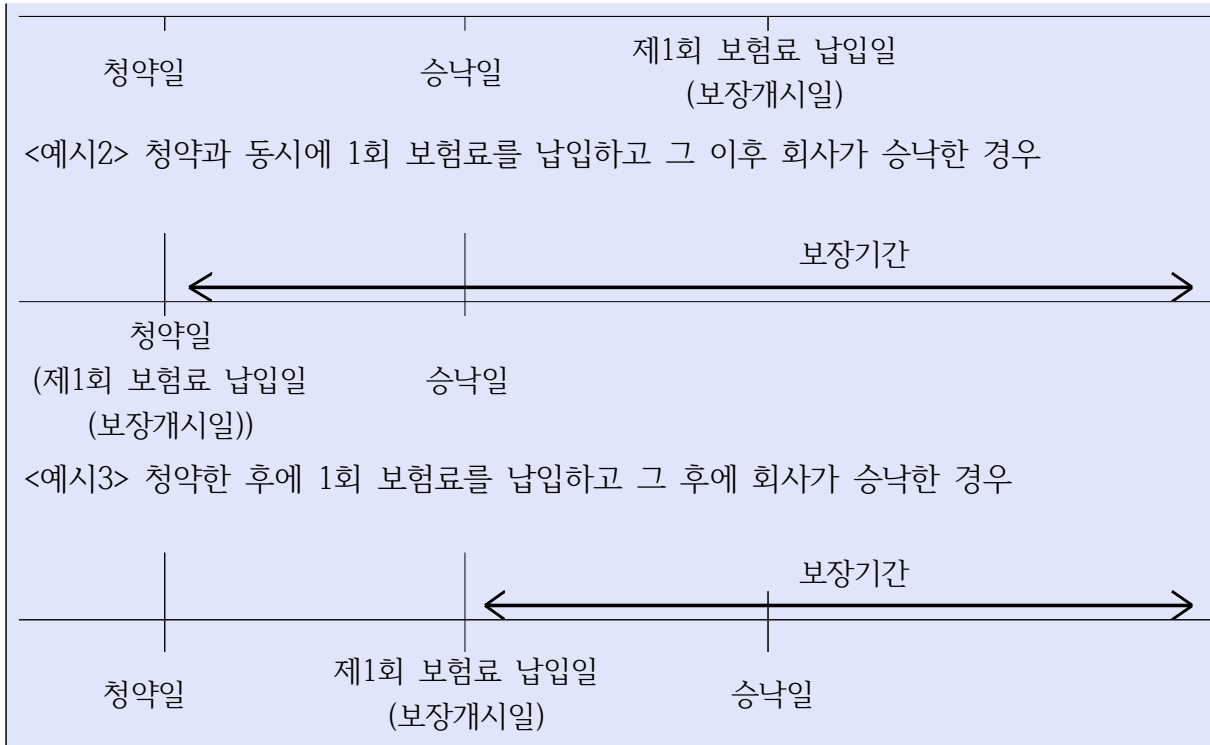 청약일 승낙일 제1회 보험료 납입일
(보장개시일)
<예시2> 청약과 동시에 1회 보험료를 납입하고 그 이후 회사가 승낙한 경우
보장기간
청약일
(제1회 보험료 납입일 승낙일
(보장개시일))
<예시3> 청약한 후에 1회 보험료를 납입하고 그 후에 회사가 승낙한 경우
보장기간
청약일 제1회 보험료 납입일 승낙일
(보장개시일)